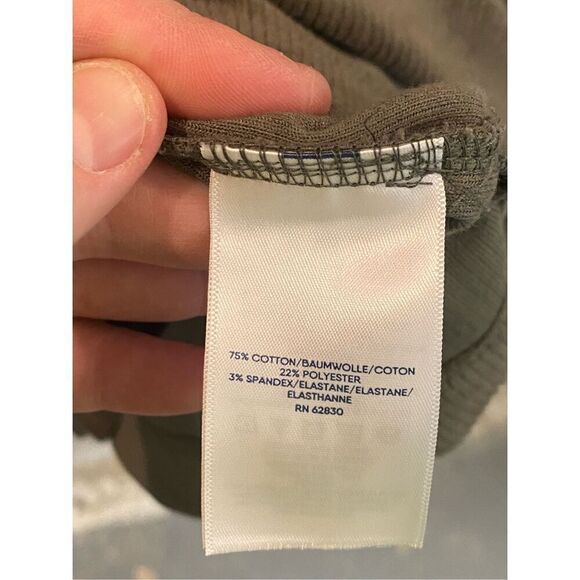 75% COTTON/BAUMWOLLE/COTON
22% POLYESTER
3% SPANDEX/ELASTANE/ELASTANE/
ELASTHANNE
RN 62830